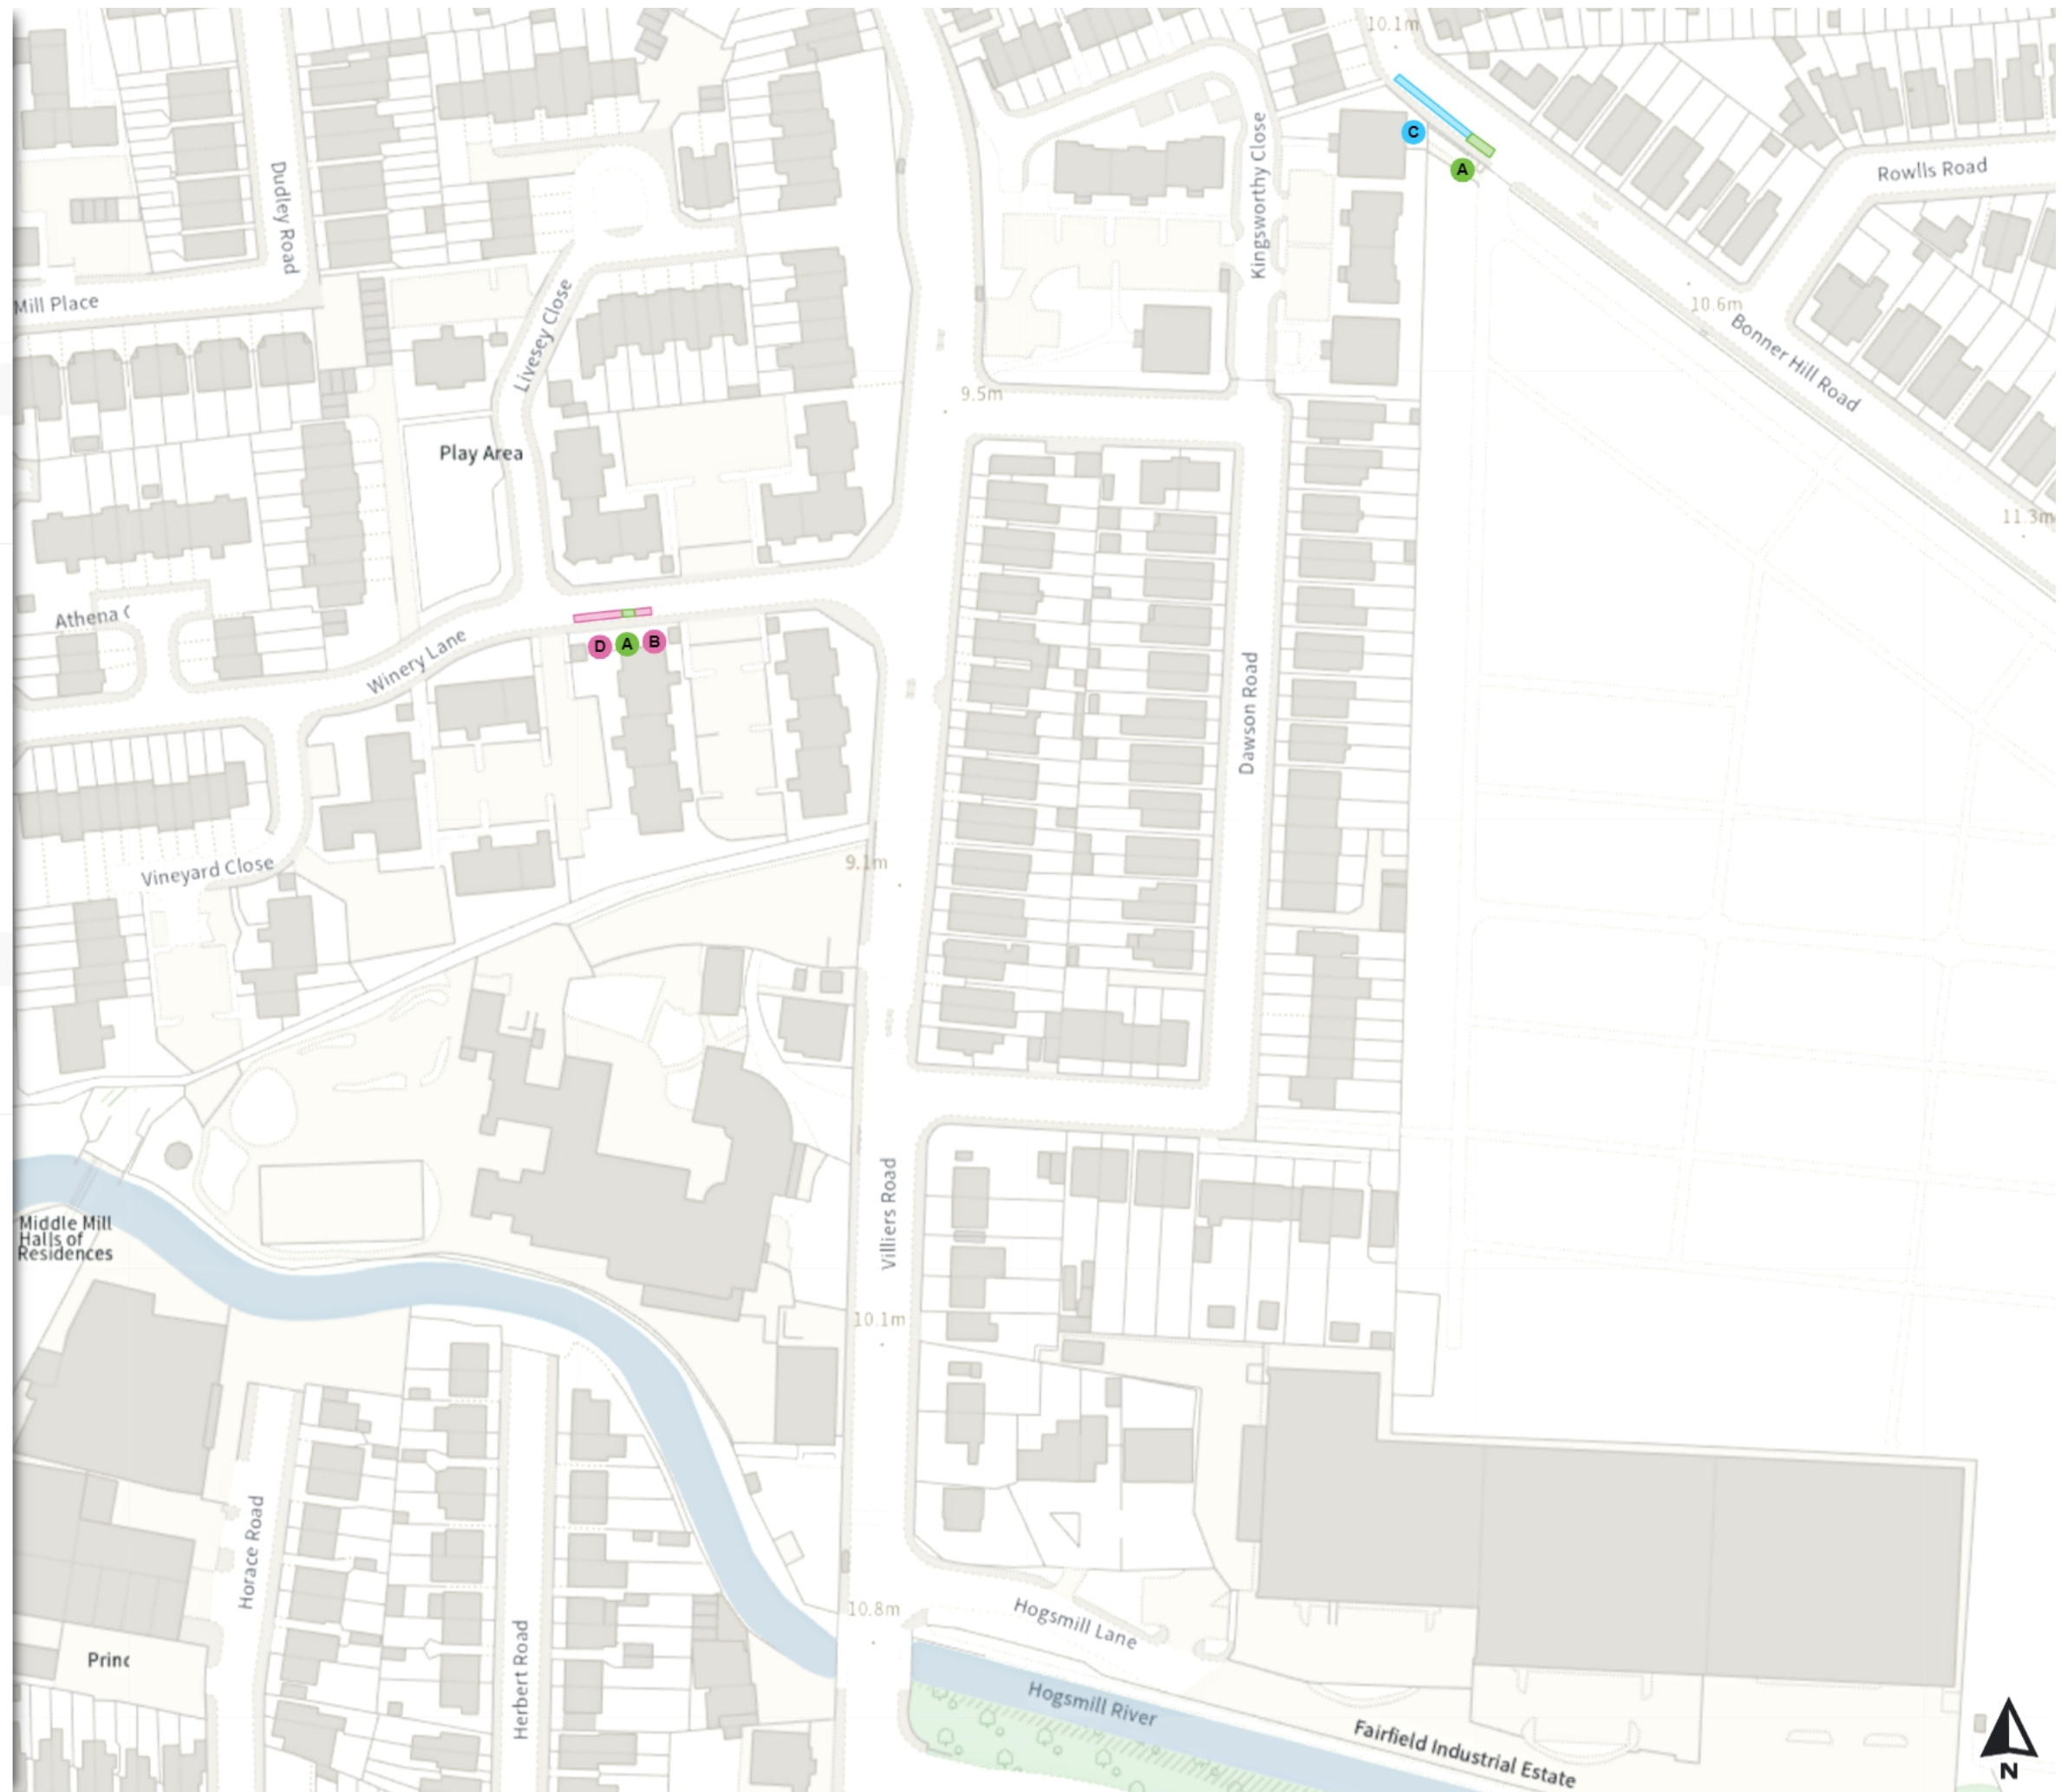 10.1m
C
A
Rowlls Road
Kingsworthy Close
Dudley Road
Mill Place
Livesey Close
10.6m
Bonner Hill Road
9.5m
Play Area
11.3m
Athena
D
A
B
Winery Lane
Dawson Road
9.1m
Vineyard Close
Villiers Road
Middle Mill
Halls of
Residences
10.1m
Horace Road
Herbert Road
10.8m
Hogsmill Lane
Princ
Hogsmill River
Fairfield Industrial Estate
N